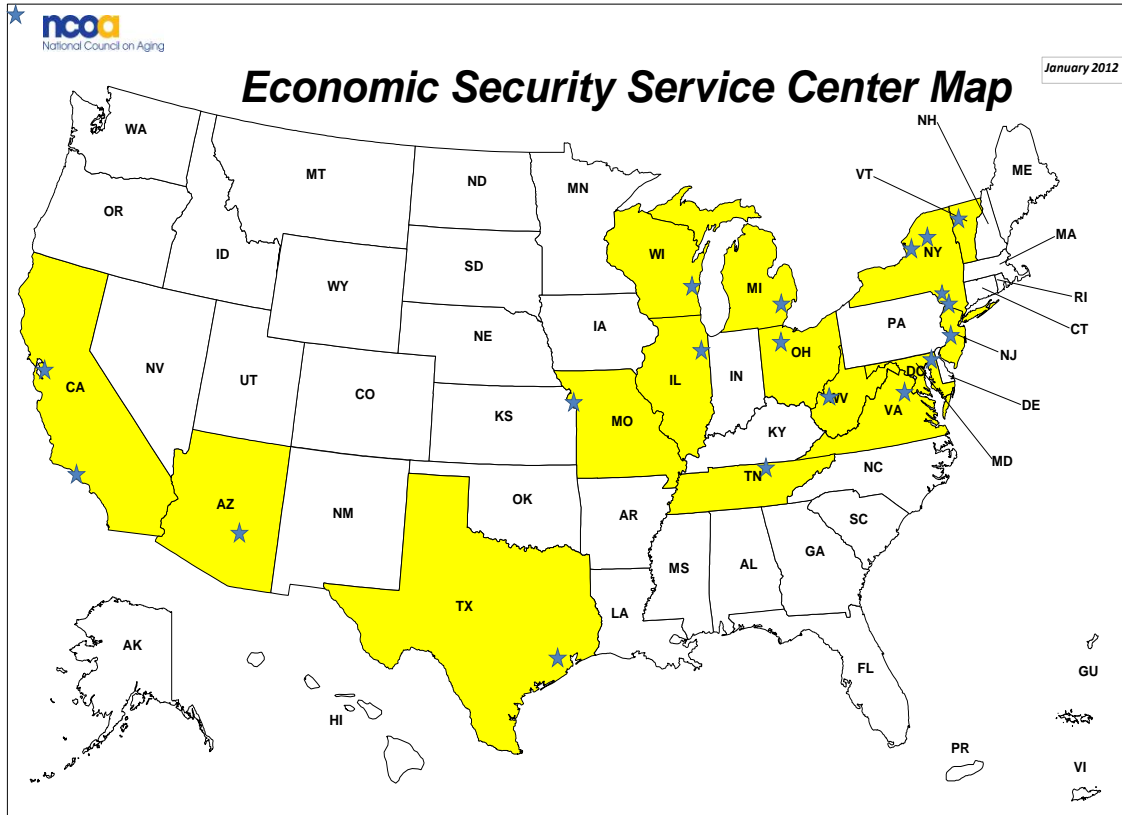 ncoa
National Council on Aging
January 2012
Economic Security Service Center Map
NH
WA
ME
MT
ND
VT
MN
OR
MA
ID
WI
NY
SD
WY
MI
RI
IA
PA
CT
NE
OH
NJ
NV
IL
IN
DC
UT
CA
CO
WV
DE
VA
KS
MO
KY
MD
NC
TN
AZ
OK
NM
AR
SC
GA
MS
AL
TX
LA
AK
FL
GU
HI
PR
VI